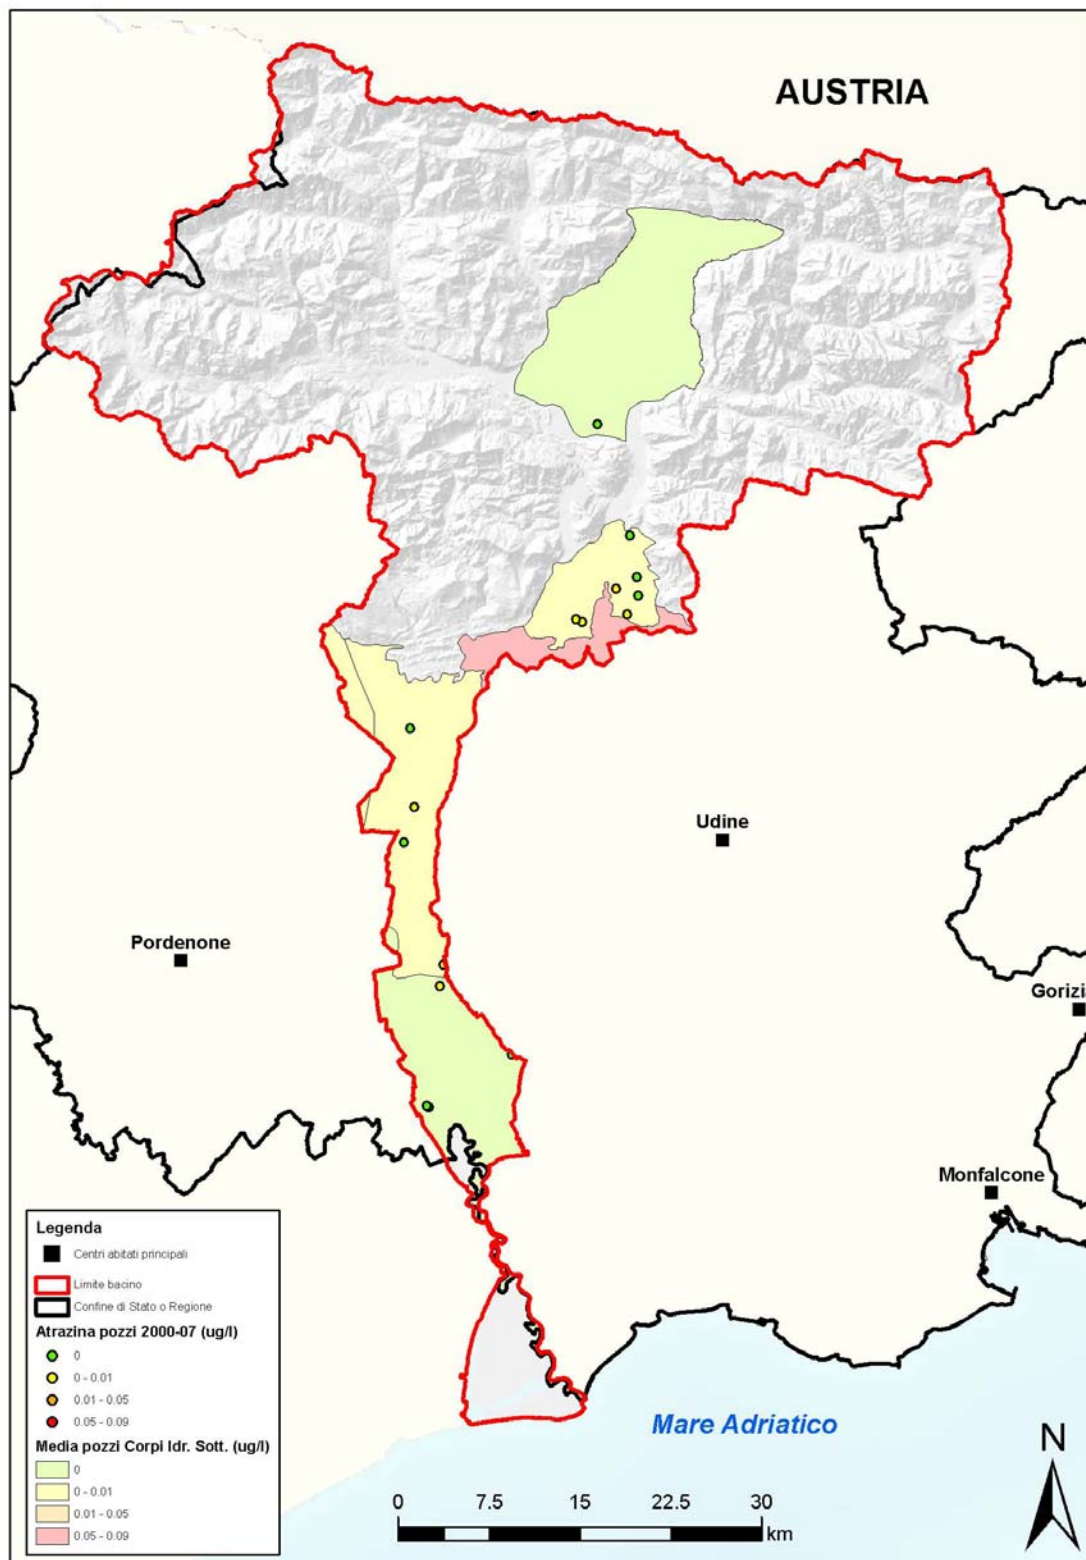 AUSTRIA
Udine
Pordenone
Gorizi
Monfalcone
Legenda
Centri abitati principali
Limite bacino
Confine di Stato o Regione
Atrazina pozzi 2000-07 (ug/l)
0
0 - 0.01
0.01 - 0.05
0.05 - 0.09
Media pozzi Corpi Idr. Sott. (ug/l)
0
0 - 0.01
0.01 - 0.05
0.05 - 0.09
Mare Adriatico
N
0 7.5 15 22.5 30
km